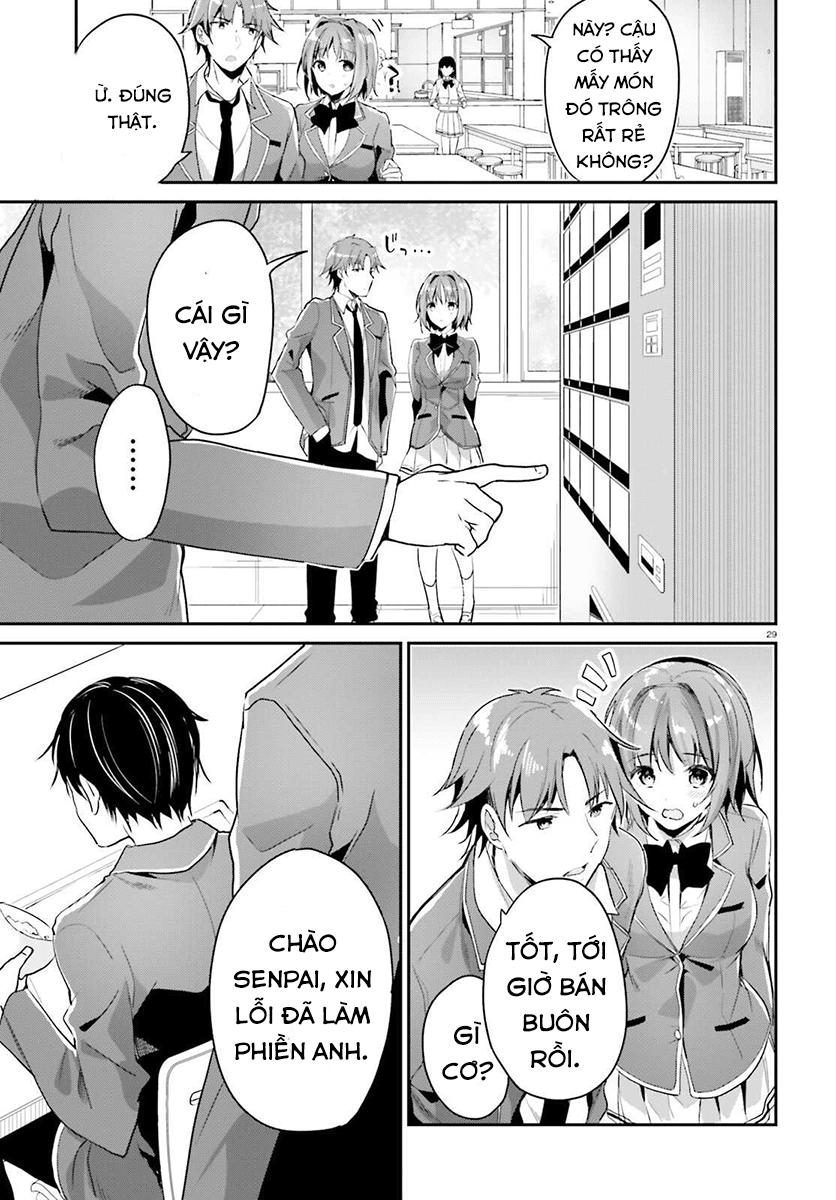 NÀY? CẬU
CÓ THẤY
MẤY MÓN
ĐÓ TRÔNG
RẤT RẺ
KHÔNG?
?!
Ừ. ĐÚNG
THẬT.
じっ…
CÁI GÌ
VẬY?
......
29
TỐT, TỚI
GIỜ BÁN
BUÔN
RỒI.
GÌ
CƠ?
CHÀO
SENPAI, XIN
LỖI ĐÃ LÀM
PHIỀN ANH.